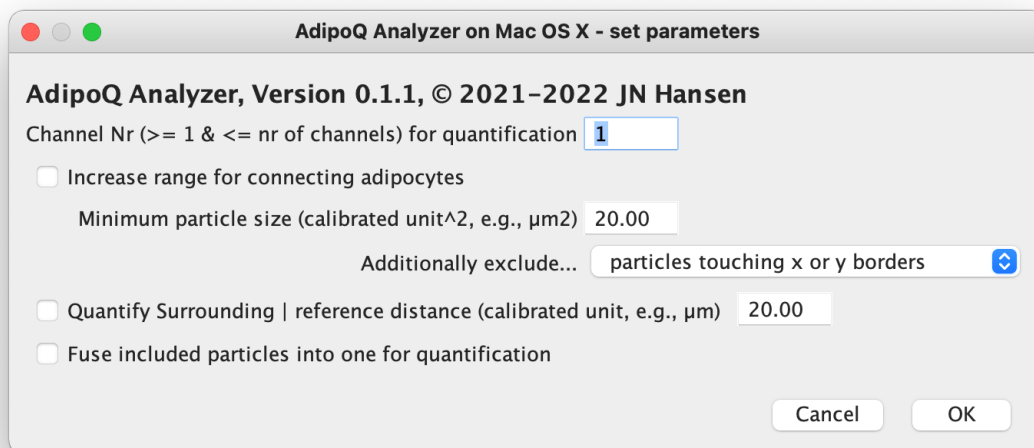 AdipoQ Analyzer on Mac OS X - set parameters
AdipoQ Analyzer, Version 0.1.1, © 2021-2022 JN Hansen
Channel Nr (>= 1 & <= nr of channels) for quantification 1
Increase range for connecting adipocytes
Minimum particle size (calibrated unit^2, e.g., µm2) 20.00
Additionally exclude... particles touching x or y borders
Quantify Surrounding | reference distance (calibrated unit, e.g., µm) 20.00
Fuse included particles into one for quantification
Cancel OK